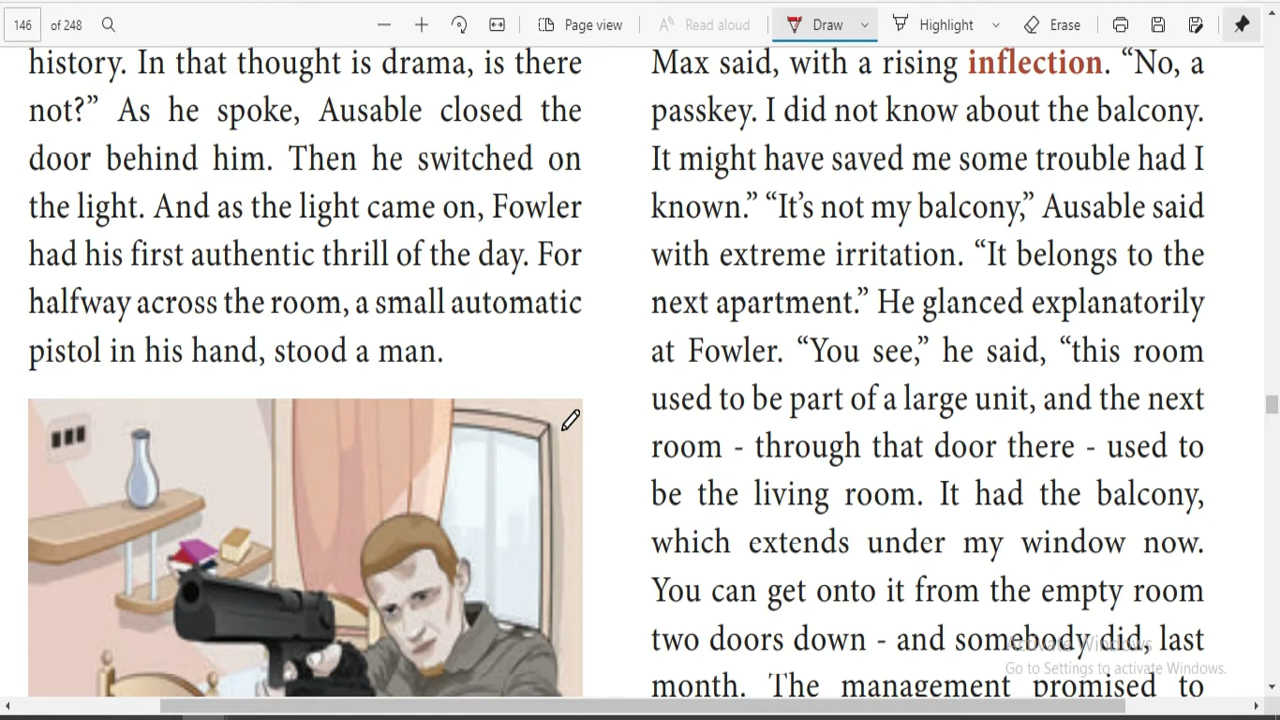 146 of 248 Page view Read aloud Draw Highlight Erase
history. In that thought is drama, is there
not?” As he spoke, Ausable closed the
door behind him. Then he switched on
the light. And as the light came on, Fowler
had his first authentic thrill of the day. For
halfway across the room, a small automatic
pistol in his hand, stood a man.
Max said, with a rising inflection. “No, a
passkey. I did not know about the balcony.
It might have saved me some trouble had I
known.” “It’s not my balcony,” Ausable said
with extreme irritation. “It belongs to the
next apartment.” He glanced explanatorily
at Fowler. “You see,” he said, “this room
used to be part of a large unit, and the next
room - through that door there - used to
be the living room. It had the balcony,
which extends under my window now.
You can get onto it from the empty room
two doors down - and somebody did, last
month. The management promised to
Activate Windows
Go to Settings to activate Windows.